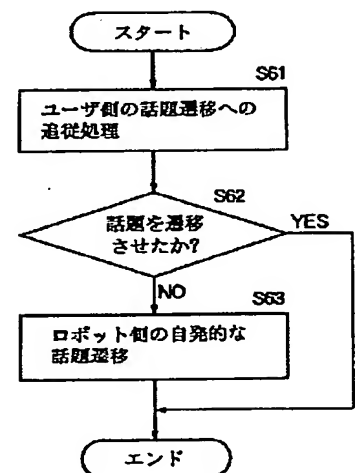 スタート
S61
ユーザ側の話題遷移への
追従処理
S62
話題を遷移
させたか?
YES
NO
S63
ロボット側の自発的な
話題遷移
エンド